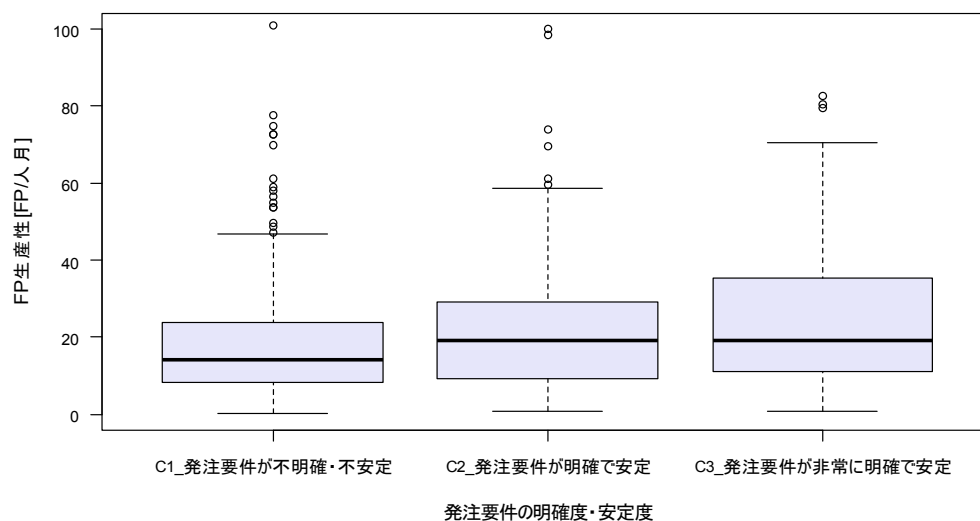 FP生産性[FP/人月]
100
80
60
40
20
0
C1_発注要件が不明確・不安定
C2_発注要件が明確で安定
C3_発注要件が非常に明確で安定
発注要件の明確度・安定度